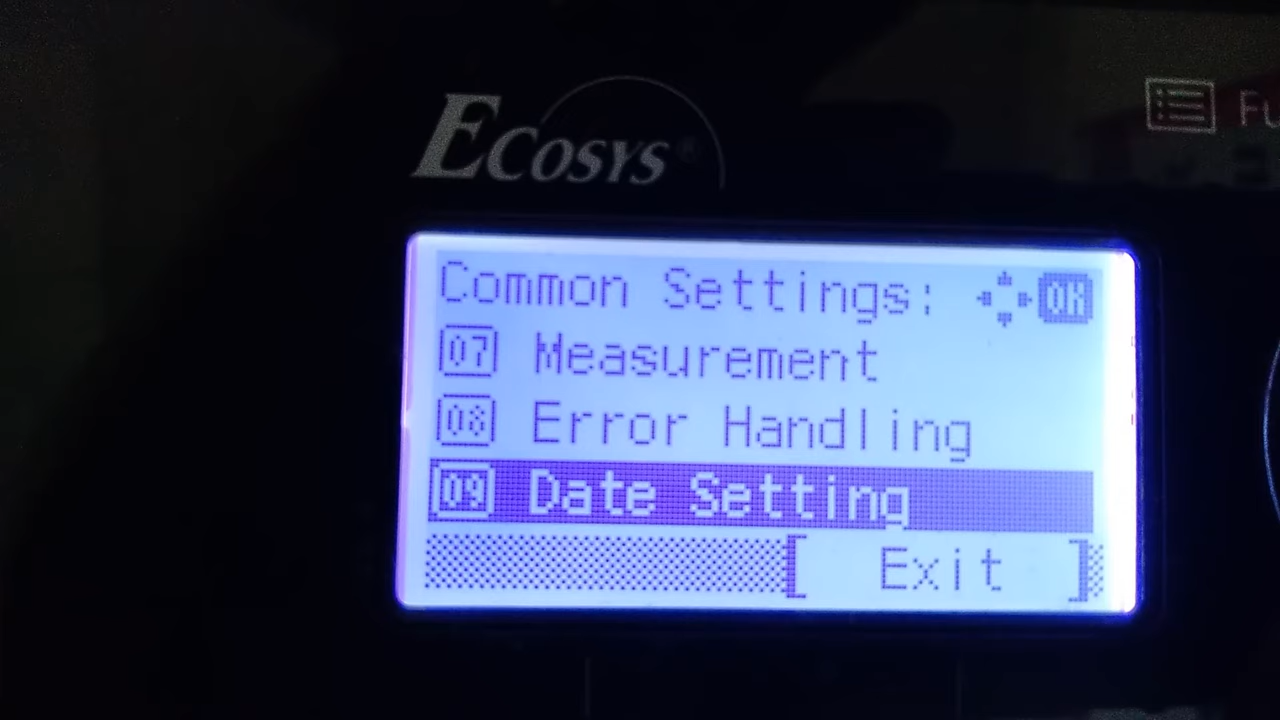 ECOSYS®
Common Settings: OK
07 Measurement
08 Error Handling
09 Date Setting
[ Exit ]